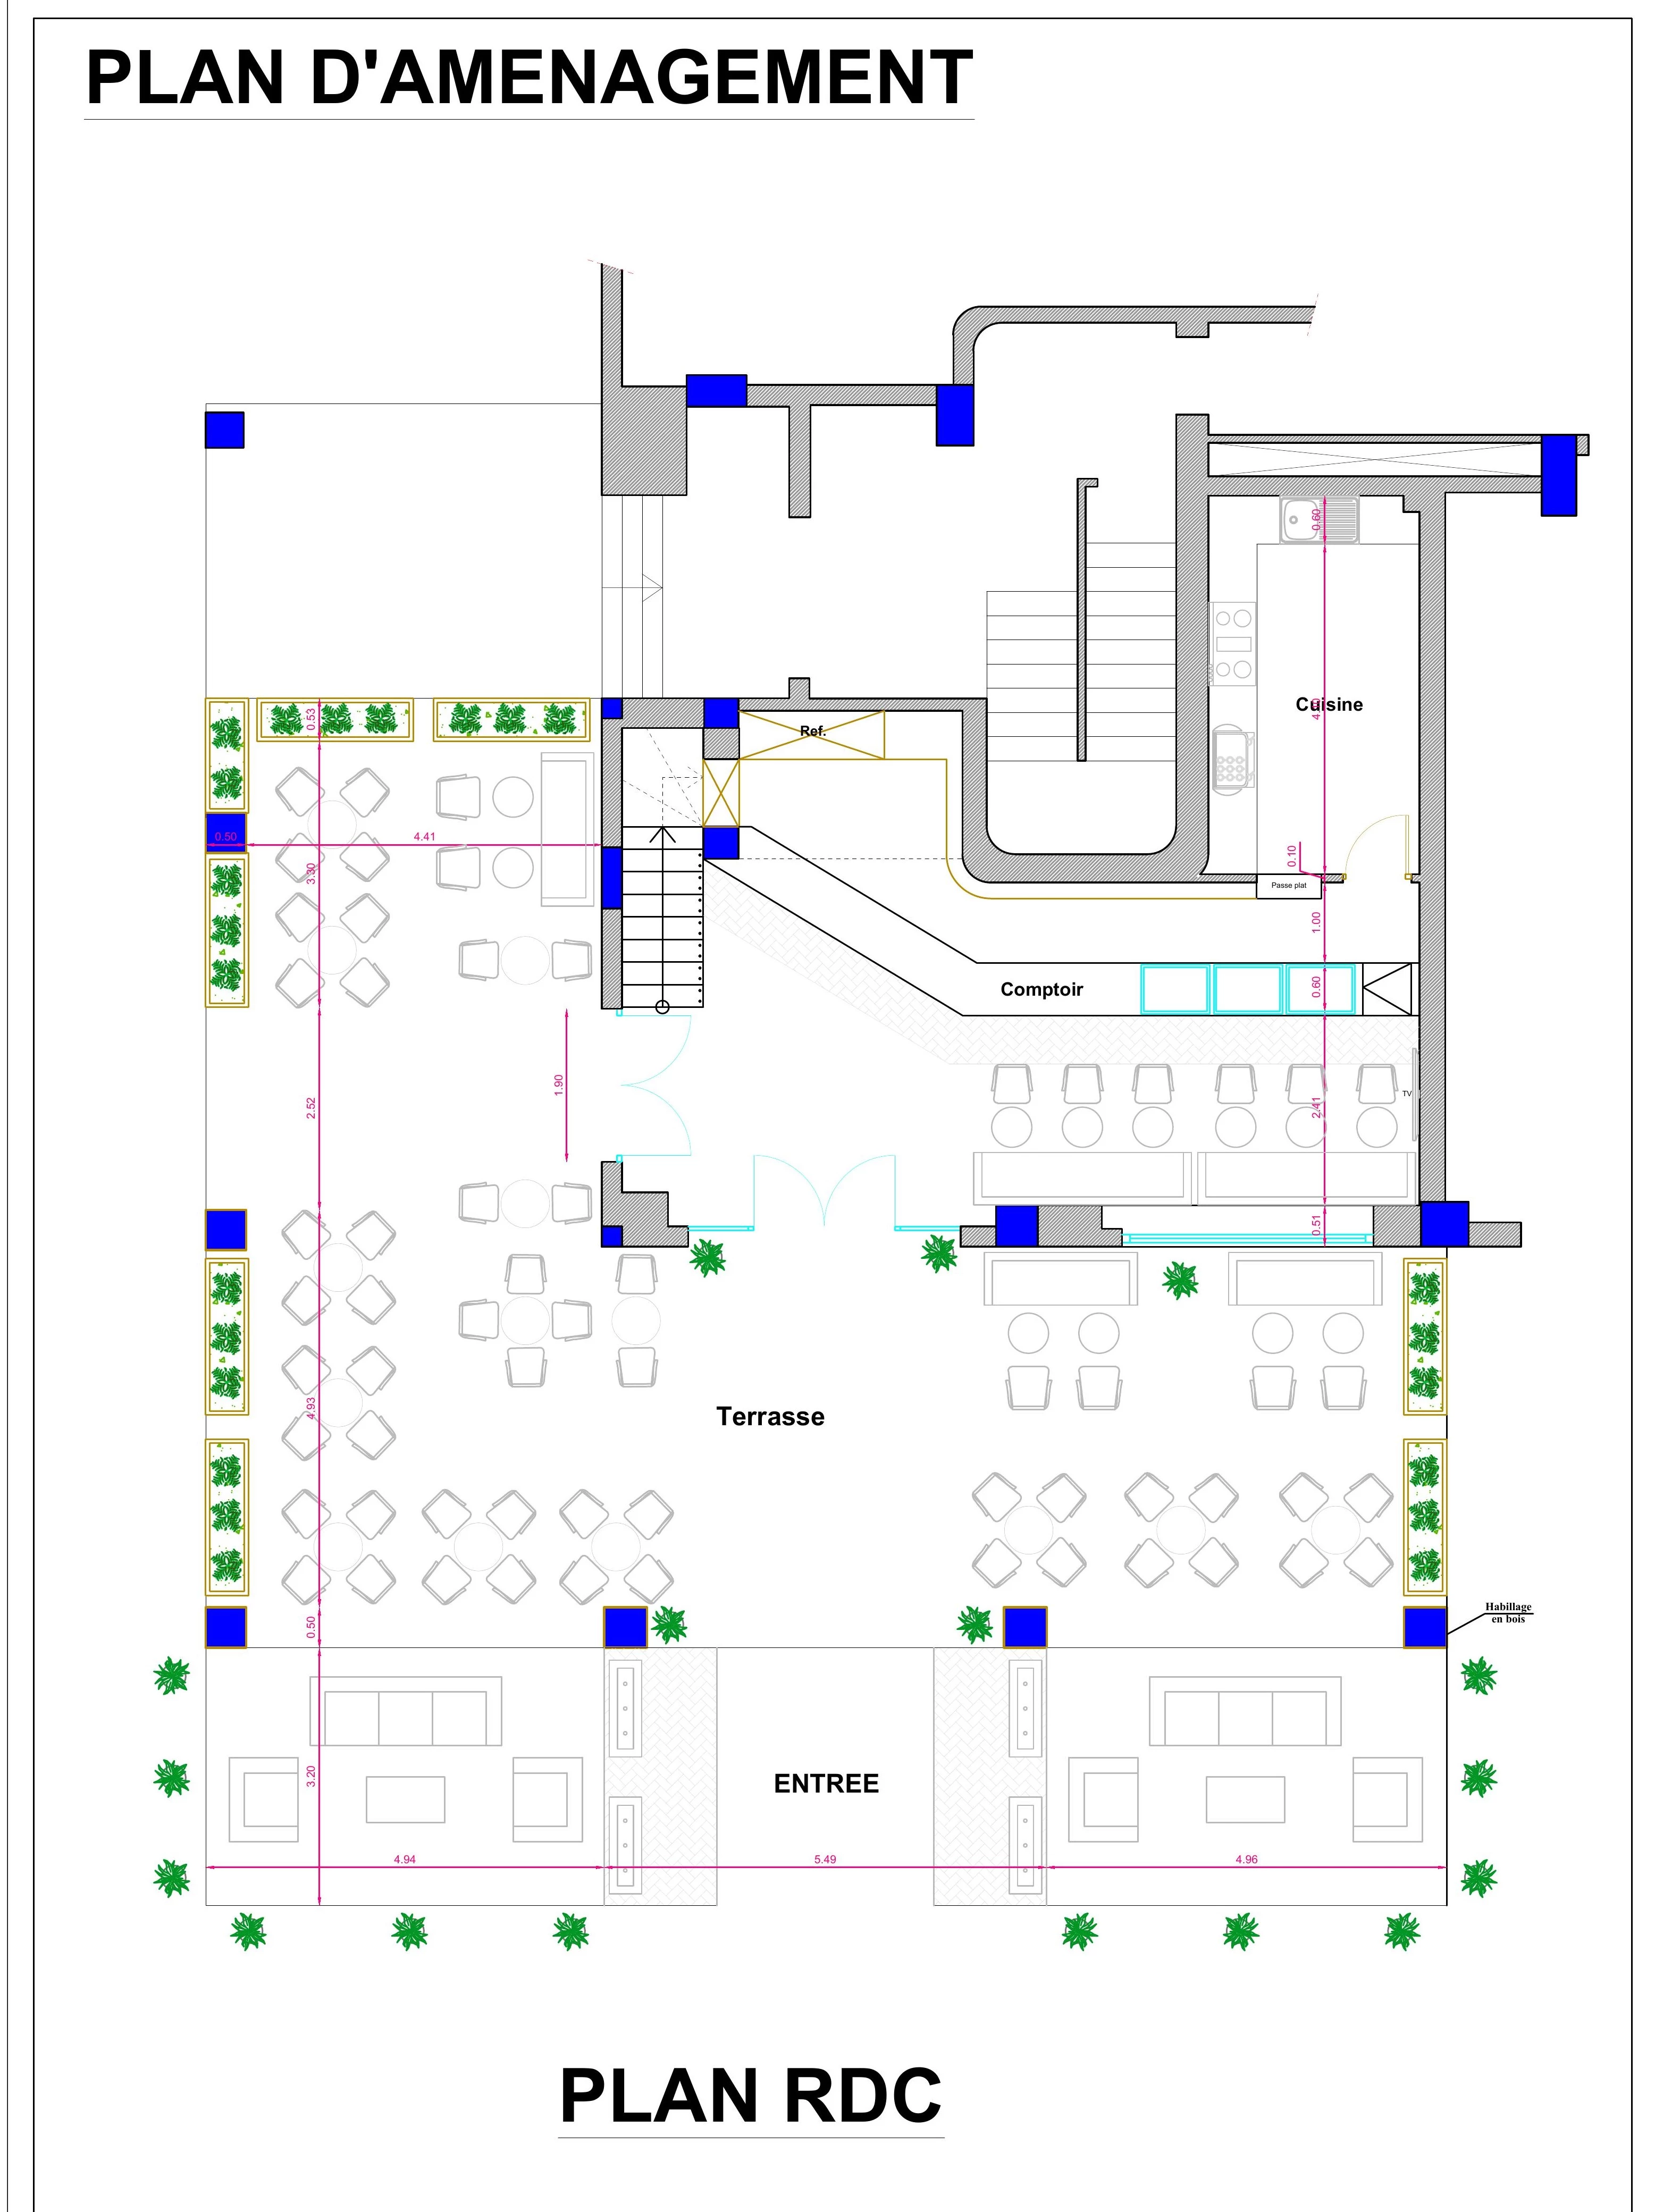 PLAN D'AMENAGEMENT
0.60
Cuisine
0.53
Ref.
0.50
4.41
3.30
0.10
Passe plat
1.00
Comptoir
0.60
1.90
2.52
TV
2.41
0.51
4.93
Terrasse
Habillage
en bois
0.50
3.20
ENTREE
4.94
5.49
4.96
PLAN RDC